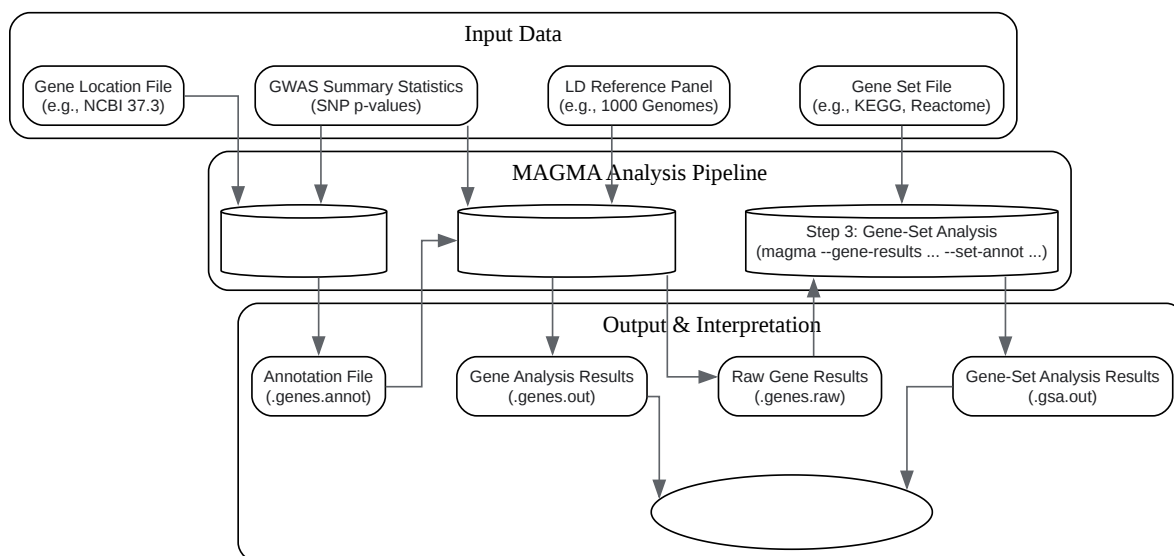 Input Data
Gene Location File
(e.g., NCBI 37.3)
GWAS Summary Statistics
(SNP p-values)
LD Reference Panel
(e.g., 1000 Genomes)
Gene Set File
(e.g., KEGG, Reactome)
MAGMA Analysis Pipeline
Step 3: Gene-Set Analysis
(magma --gene-results ... --set-annot ...)
Output & Interpretation
Annotation File
(.genes.annot)
Gene Analysis Results
(.genes.out)
Raw Gene Results
(.genes.raw)
Gene-Set Analysis Results
(.gsa.out)